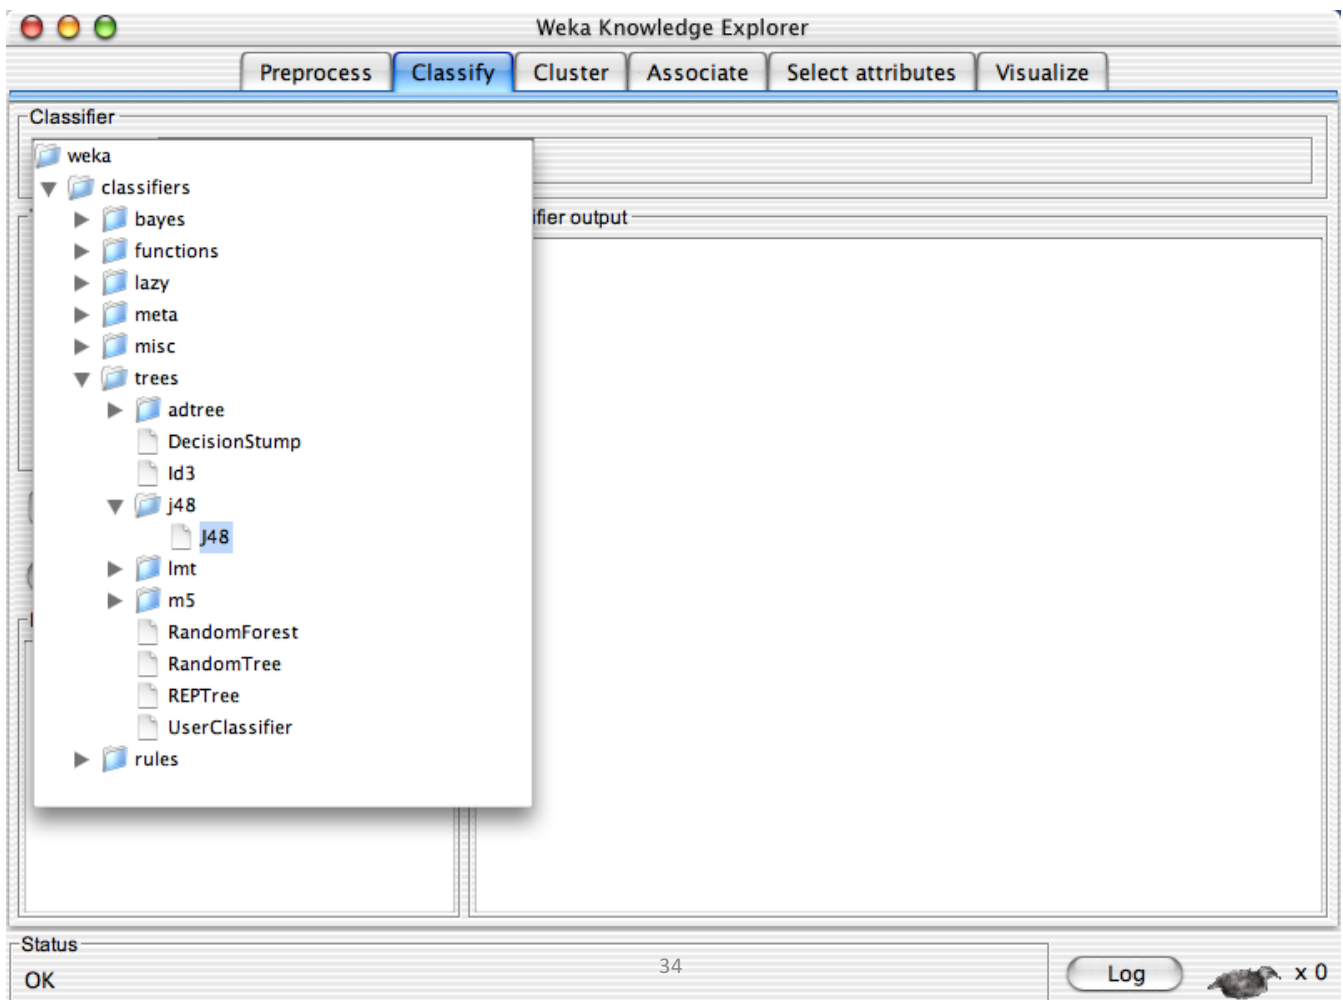 Weka Knowledge Explorer
Preprocess Classify Cluster Associate Select attributes Visualize
Classifier
weka
classifiers
bayes
ifier output
functions
lazy
meta
misc
trees
adtree
DecisionStump
Id3
j48
J48
lmt
m5
RandomForest
RandomTree
REPTree
UserClassifier
rules
Status
OK
34
Log
x 0